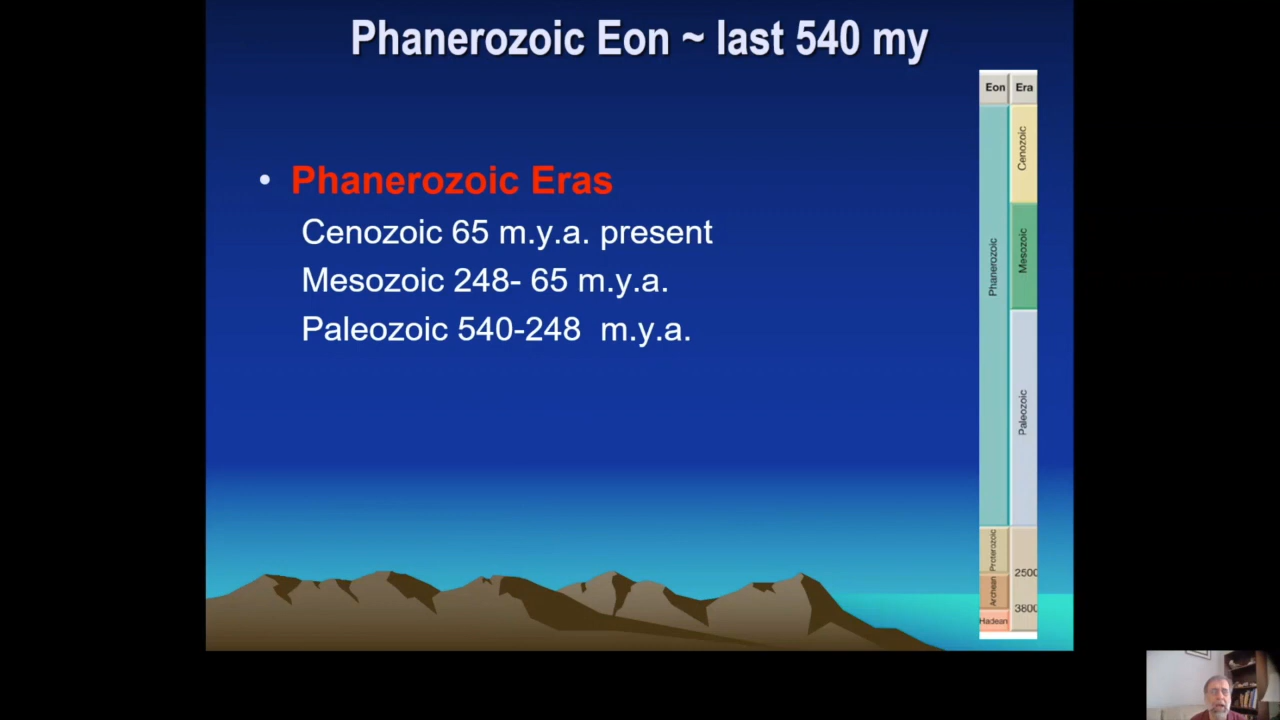 Phanerozoic Eon ~ last 540 my
• Phanerozoic Eras
Cenozoic 65 m.y.a. present
Mesozoic 248- 65 m.y.a.
Paleozoic 540-248  m.y.a.
Eon Era
Phanerozoic
Cenozoic
Mesozoic
Paleozoic
Proterozoic
2500
Archean
3800
Hadean